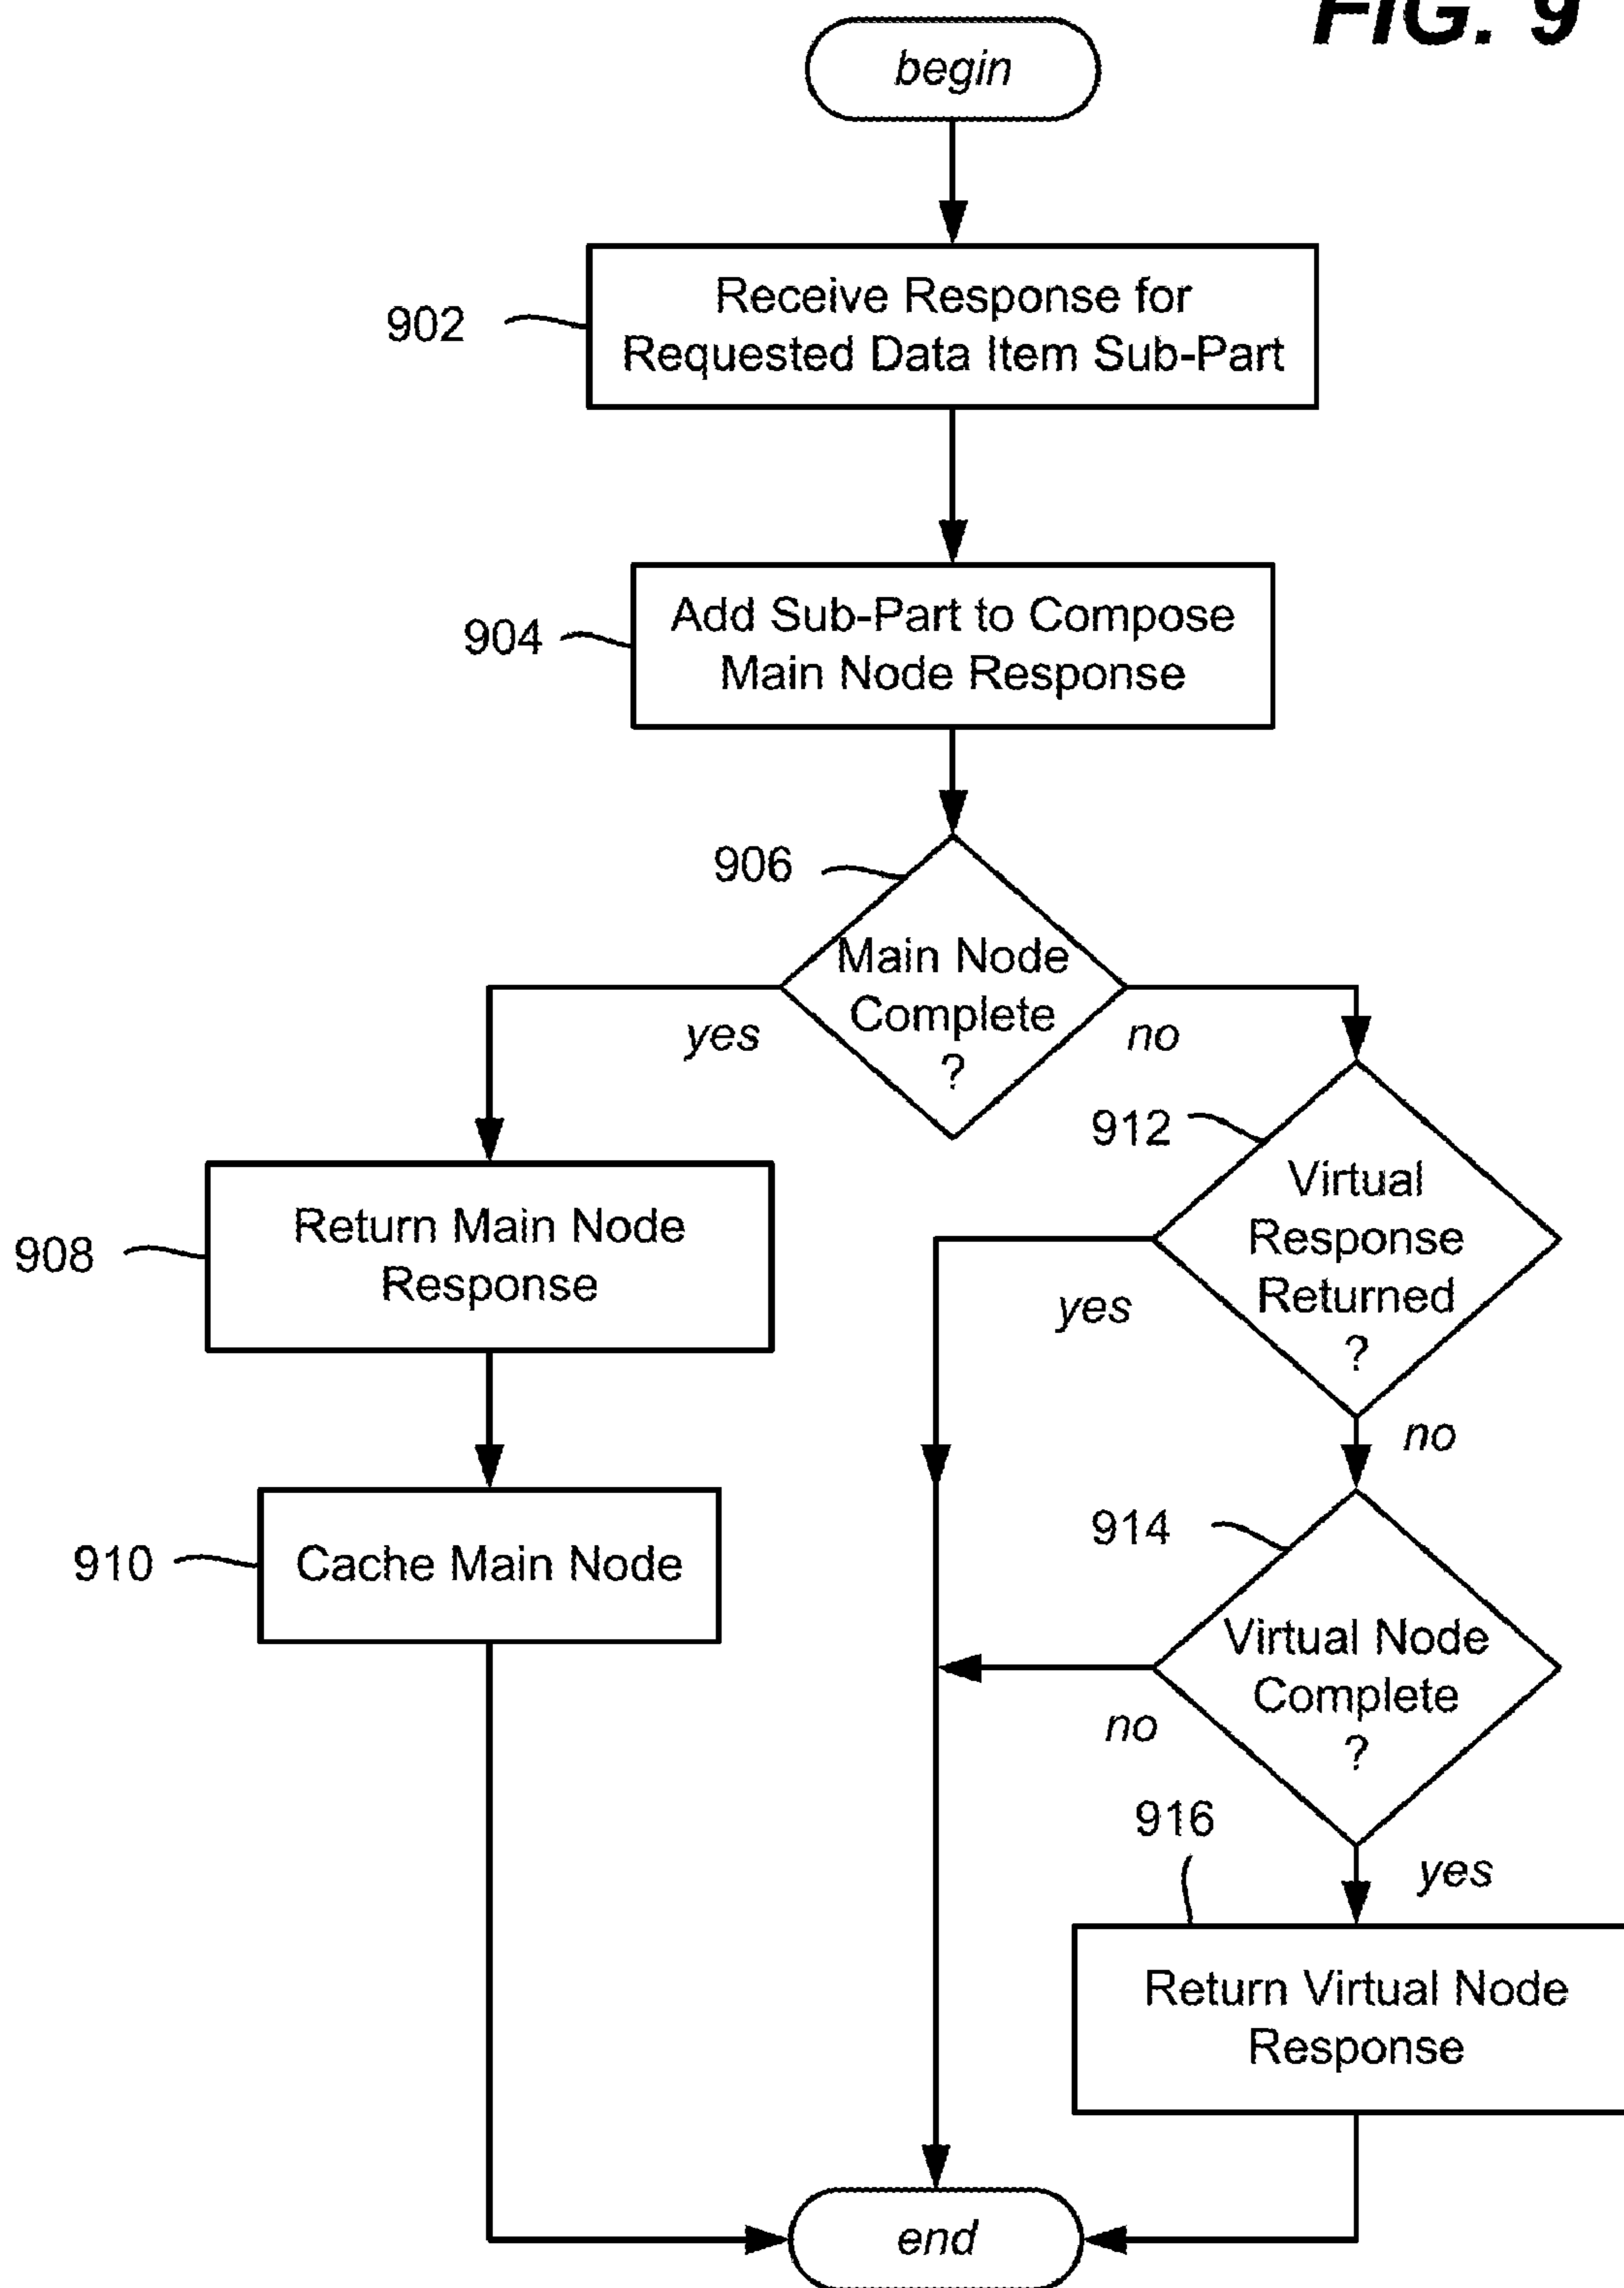 FIG. 9
begin
902
Receive Response for
Requested Data Item Sub-Part
904
Add Sub-Part to Compose
Main Node Response
906
Main Node
Complete
?
yes
no
912
Virtual
Response
Returned
?
yes
no
908
Return Main Node
Response
910
Cache Main Node
914
Virtual Node
Complete
?
no
yes
916
Return Virtual Node
Response
end